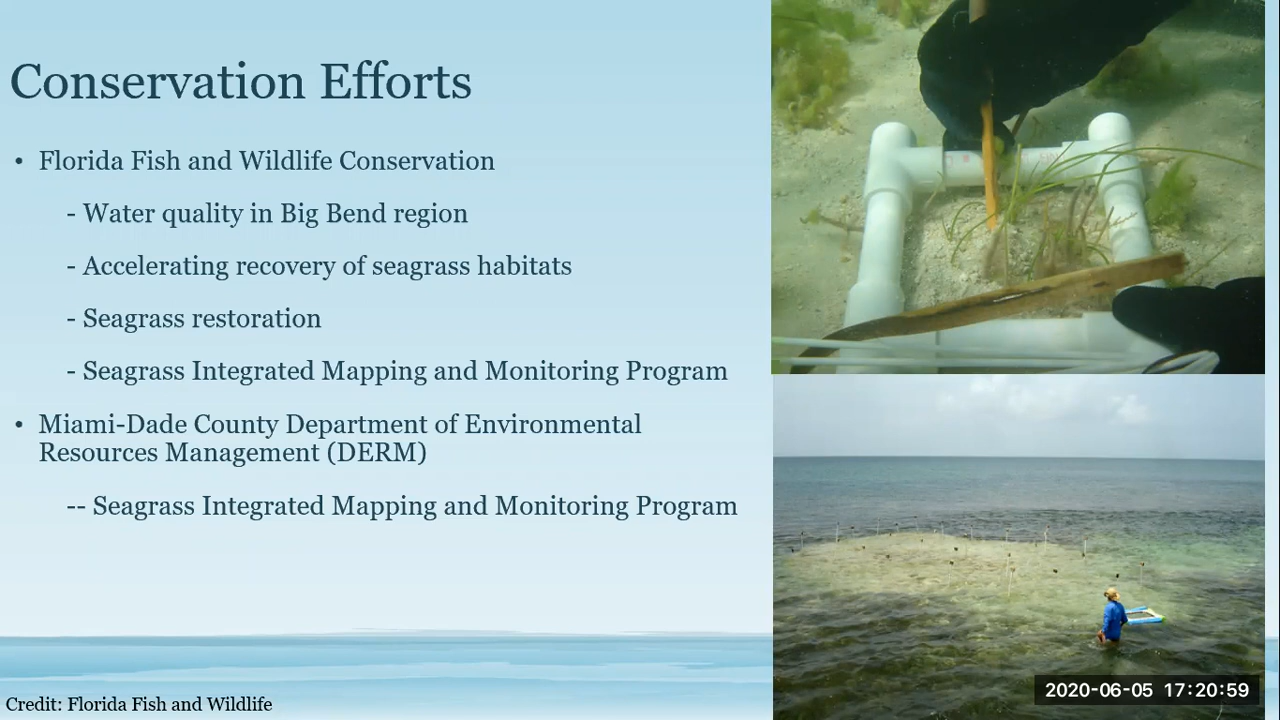 Conservation Efforts
• Florida Fish and Wildlife Conservation
- Water quality in Big Bend region
- Accelerating recovery of seagrass habitats
- Seagrass restoration
- Seagrass Integrated Mapping and Monitoring Program
• Miami-Dade County Department of Environmental
Resources Management (DERM)
-- Seagrass Integrated Mapping and Monitoring Program
Credit: Florida Fish and Wildlife
2020-06-05 17:20:59